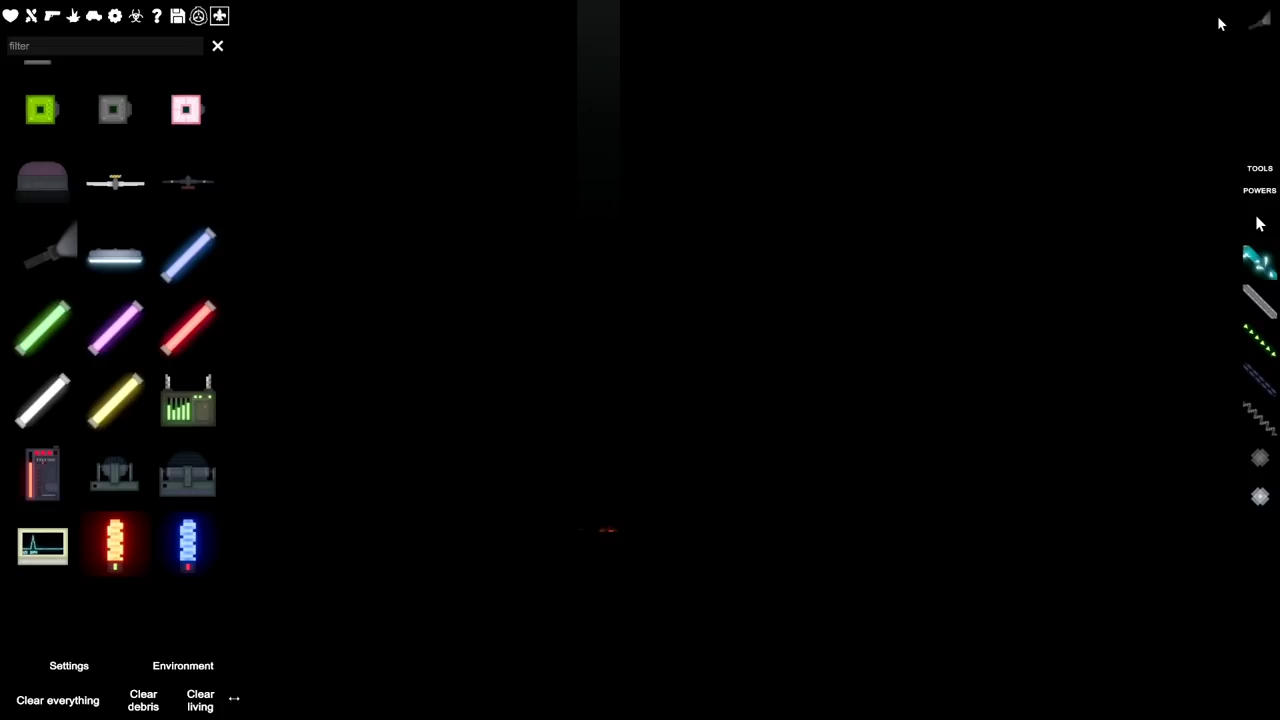 filter
TOOLS
POWERS
Settings
Environment
Clear everything
Clear
debris
Clear
living